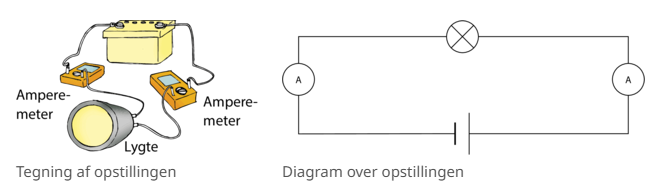 Ampere-
meter
Ampere-
meter
Lygte
Tegning af opstillingen
A
A
Diagram over opstillingen